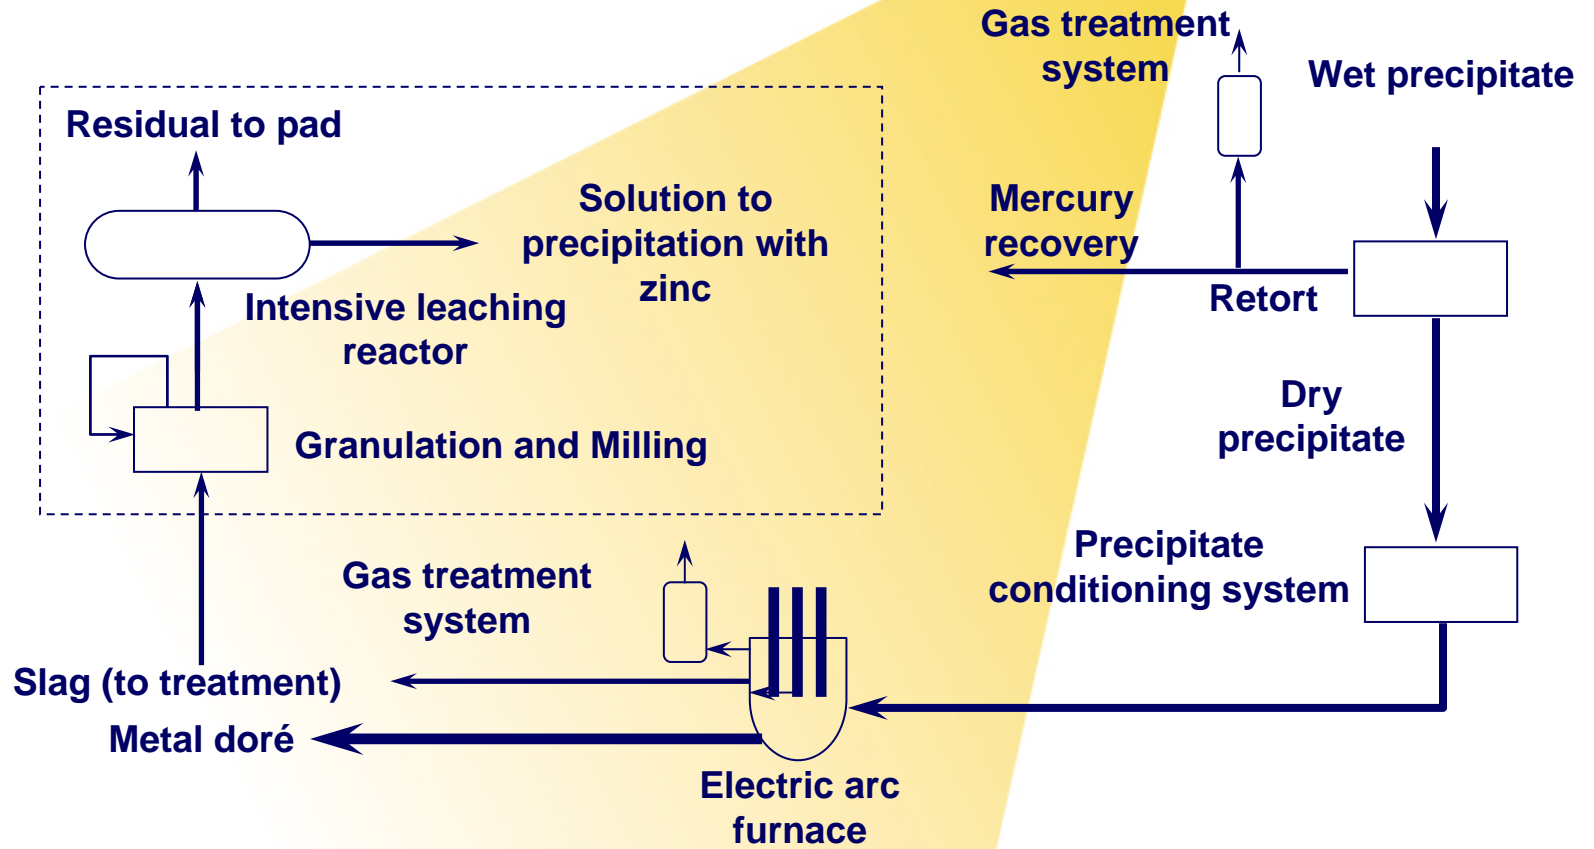 Gas treatment
system
Wet precipitate
Residual to pad
Solution to
precipitation with
zinc
Mercury
recovery
Retort
Intensive leaching
reactor
Dry
precipitate
Granulation and Milling
Precipitate
conditioning system
Gas treatment
system
Slag (to treatment)
Metal doré
Electric arc
furnace